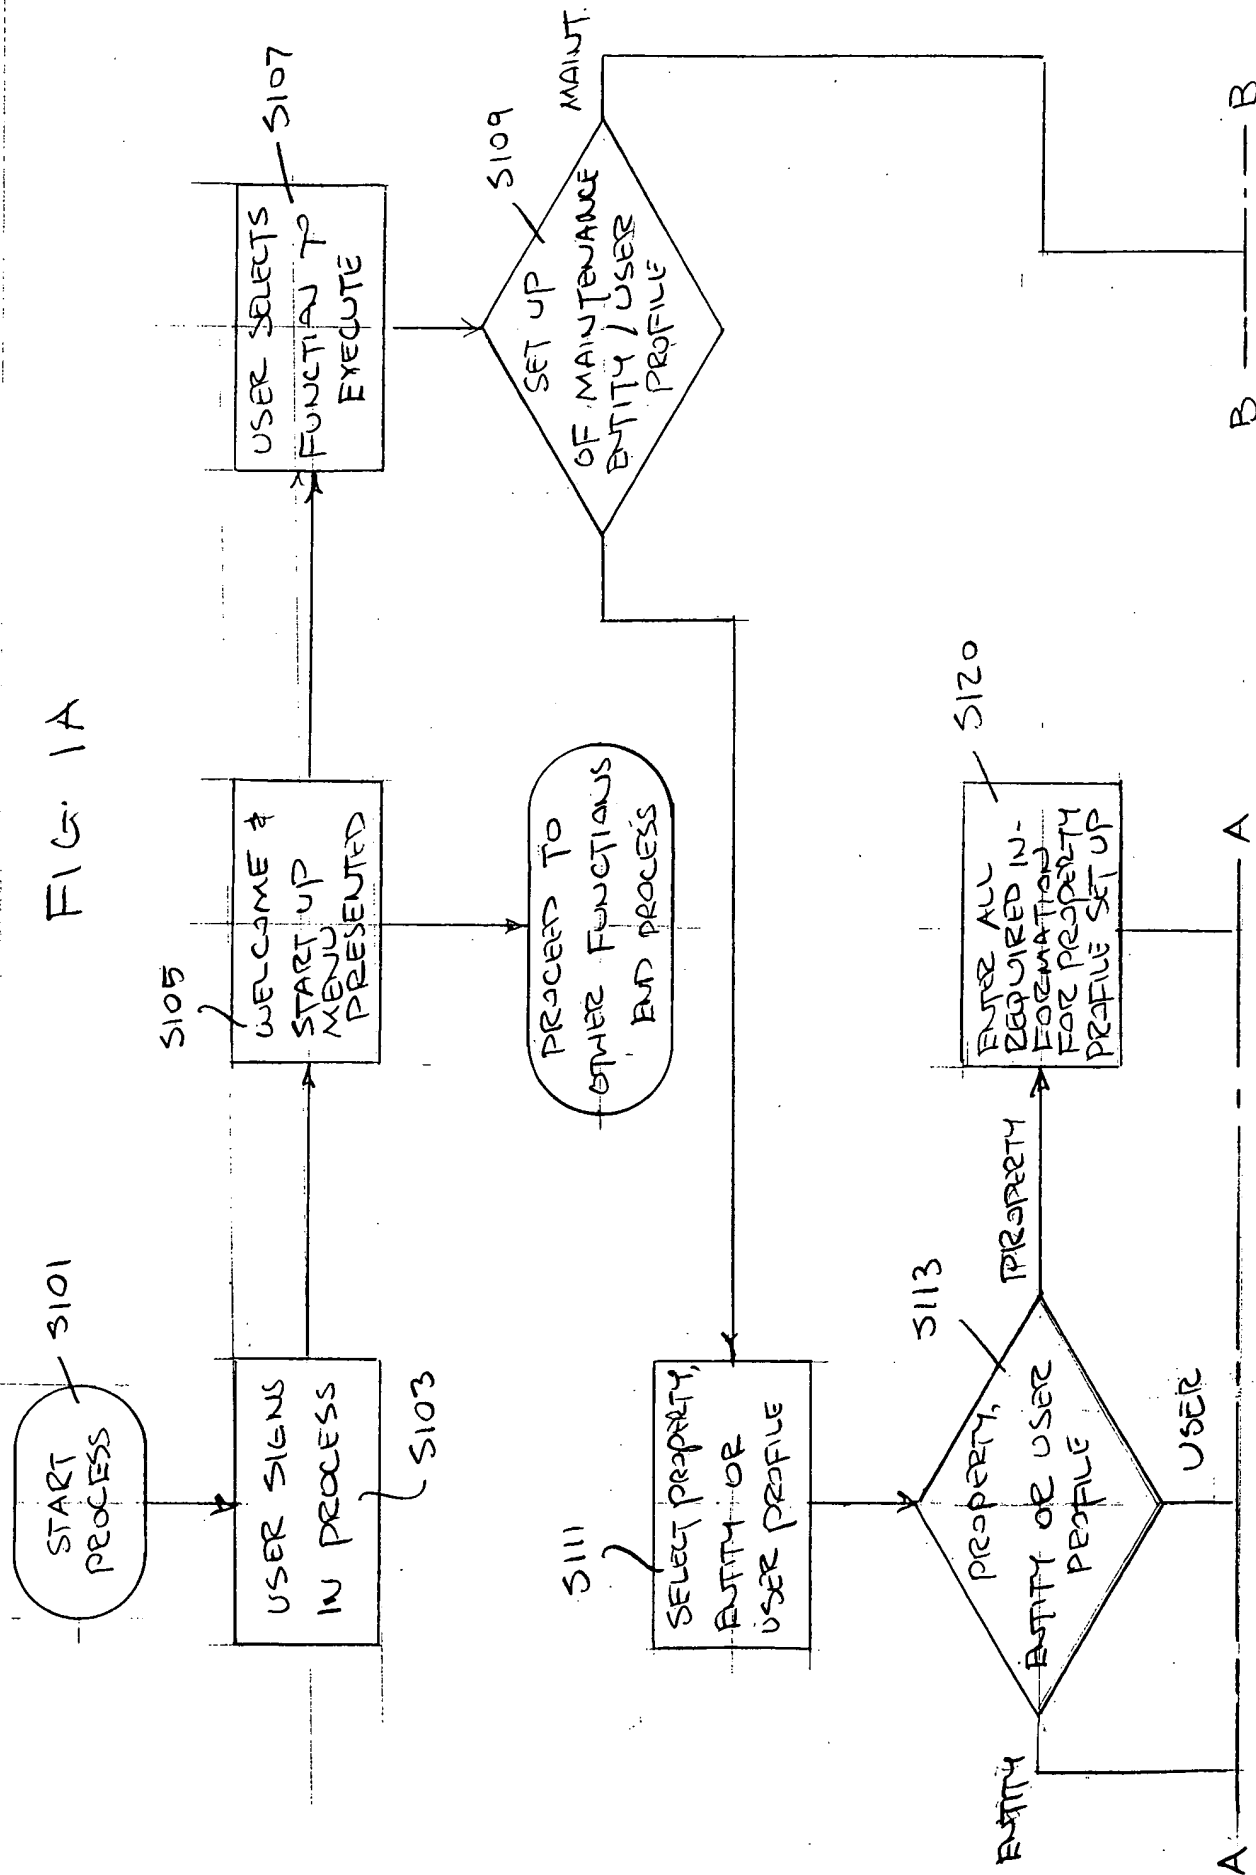 FIG. 1A
START
PROCESS
S101
USER SIGNS
IN PROCESS
S103
S105
WELCOME &
START UP
MENU
PRESENTED
USER SELECTS
FUNCTION T
EXECUTE
S107
PROCEED TO
OTHER FUNCTIONS
END PROCESS
S109
SET UP
OF MAINTENANCE
ENTITY / USER
PROFILE
MAINT.
S111
SELECT PROPERTY,
ENTITY OR
USER PROFILE
S113
PROPERTY,
ENTITY OR USER
PROFILE
ENTITY
PROPERTY
USER
S120
ENTER ALL
REQUIRED IN-
FORMATION
FOR PROPERTY
PROFILE SET UP
A
A
B
B